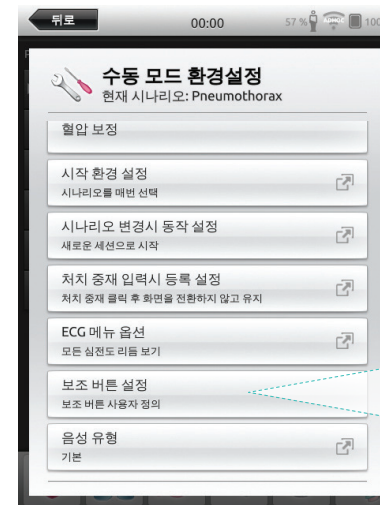 뒤로 00:00 57 % 100
수동 모드 환경설정
현재 시나리오: Pneumothorax
혈압 보정
시작 환경 설정
시나리오를 매번 선택
시나리오 변경시 동작 설정
새로운 세션으로 시작
처치 중재 입력시 등록 설정
처치 중재 클릭 후 화면을 전환하지 않고 유지
ECG 메뉴 옵션
모든 심전도 리듬 보기
보조 버튼 설정
보조 버튼 사용자 정의
음성 유형
기본